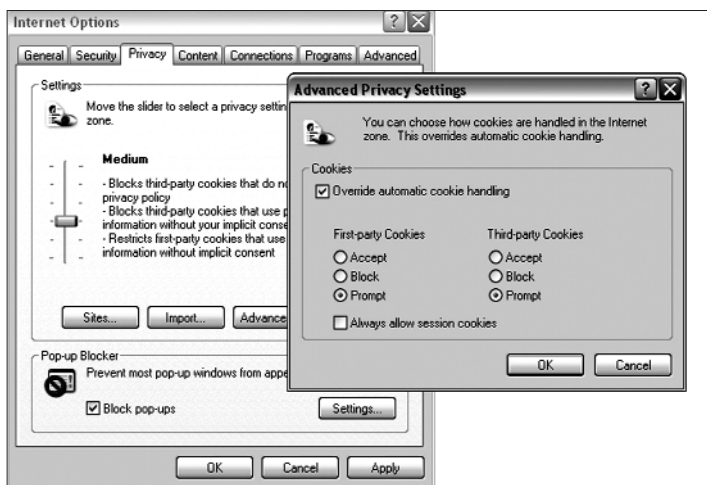 Internet Options
General Security Privacy Content Connections Programs Advanced
Settings
Move the slider to select a privacy settin
zone.
Medium
- Blocks third-party cookies that do n
privacy policy
- Blocks third-party cookies that use p
information without your implicit conse
- Restricts first-party cookies that use
information without implicit consent
Sites... Import... Advance
Pop-up Blocker
Prevent most pop-up windows from appe
Block pop-ups
Settings...
OK Cancel Apply
Advanced Privacy Settings
You can choose how cookies are handled in the Internet
zone. This overrides automatic cookie handling.
Cookies
Override automatic cookie handling
First-party Cookies Third-party Cookies
Accept Accept
Block Block
Prompt Prompt
Always allow session cookies
OK Cancel